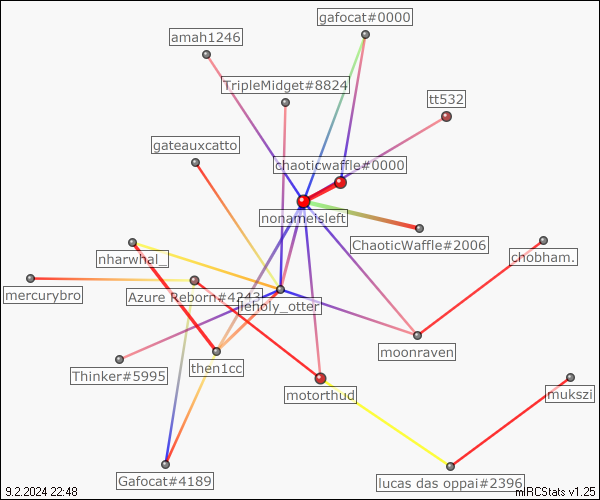 gafocat#0000
amah1246
TripleMidget#8824
tt532
gateauxcatto
chaoticwaffle#0000
nonameisleft
ChaoticWaffle#2006
nharwhal_
chobham.
mercurybro
Azure Reborn#4243
lenoly_otter
moonraven
Thinker#5995
then1cc
motorthud
mukszi
Gafocat#4189
lucas das oppai#2396
9.2.2024 22:48
mIRCStats v1.25